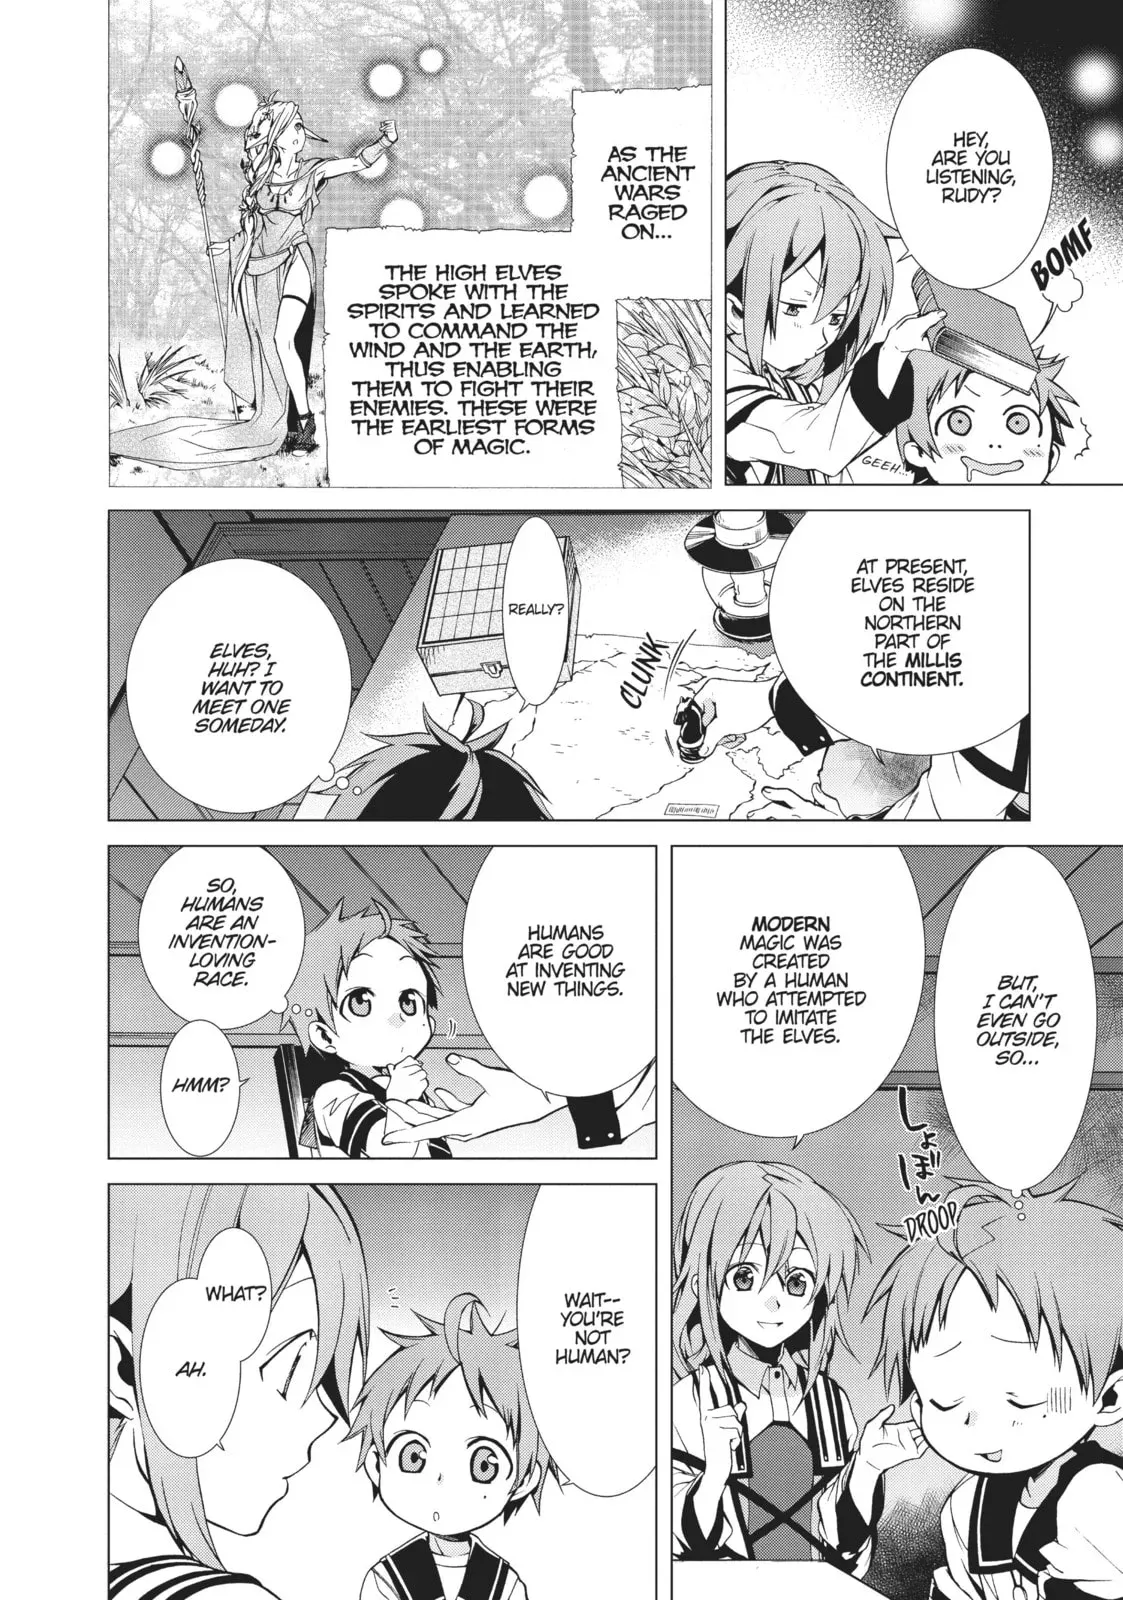 HEY,
ARE YOU
LISTENING,
RUDY?
BOMF
GEEH...
AS THE
ANCIENT
WARS
RAGED
ON...
THE HIGH ELVES
SPOKE WITH THE
SPIRITS AND LEARNED
TO COMMAND THE
WIND AND THE EARTH,
THUS ENABLING
THEM TO FIGHT THEIR
ENEMIES. THESE WERE
THE EARLIEST FORMS
OF MAGIC.
AT PRESENT,
ELVES RESIDE
ON THE
NORTHERN
PART OF
THE MILLIS
CONTINENT.
CLUNK
REALLY?
ELVES,
HUH? I
WANT TO
MEET ONE
SOMEDAY.
BUT,
I CAN'T
EVEN GO
OUTSIDE,
SO...
しょぼん
DROOP
MODERN
MAGIC WAS
CREATED
BY A HUMAN
WHO ATTEMPTED
TO IMITATE
THE ELVES.
HUMANS
ARE GOOD
AT INVENTING
NEW THINGS.
SO,
HUMANS
ARE AN
INVENTION-
LOVING
RACE.
HMM?
WAIT--
YOU'RE
NOT
HUMAN?
WHAT?
AH.